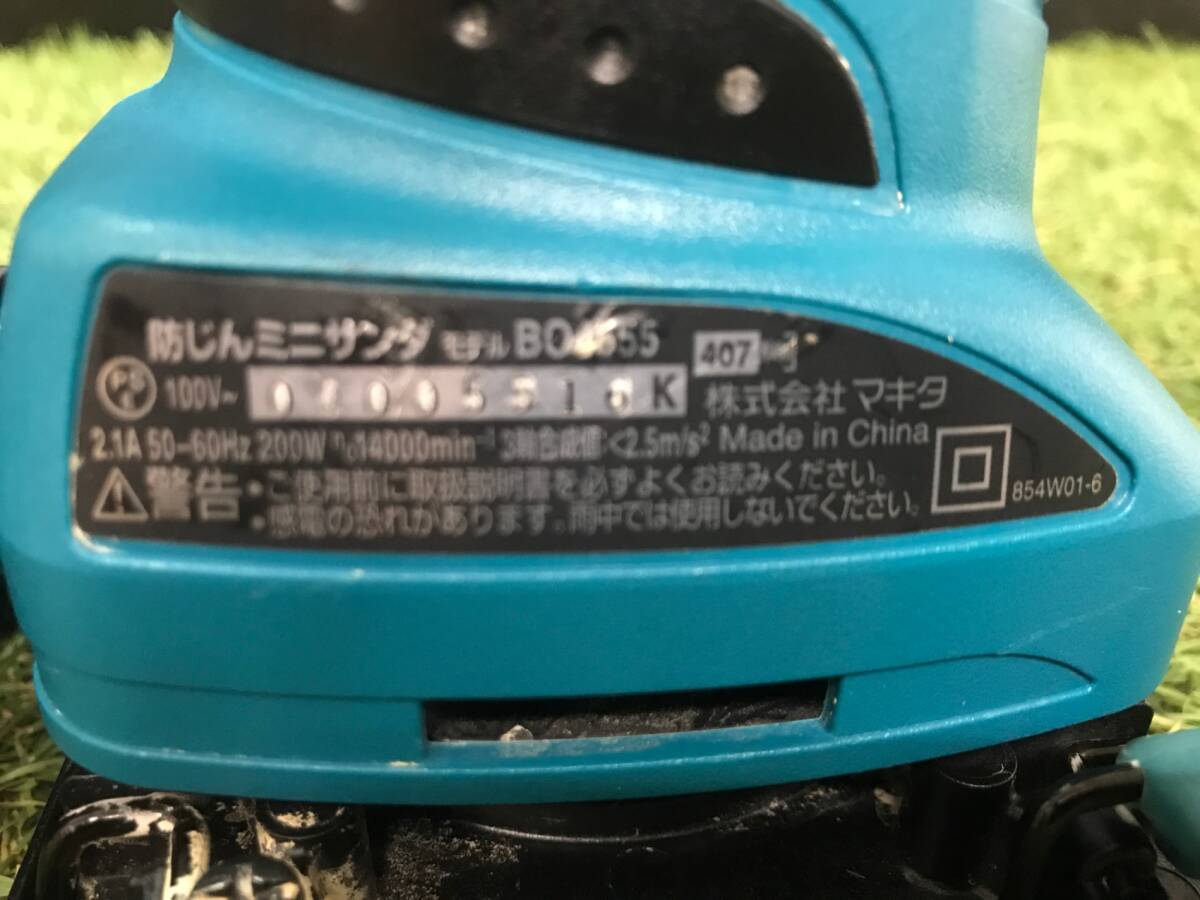 防じんミニサンダ モデル BO4555
407
PS E 100V~ K 株式会社 マキタ
2.1A 50-60Hz 200W n₀14000min⁻¹ 3軸合成値<2.5m/s² Made in China
警告 ・ご使用前に取扱説明書を必ずよくお読みください。
・感電の恐れがあります。雨中では使用しないでください。
854W01-6